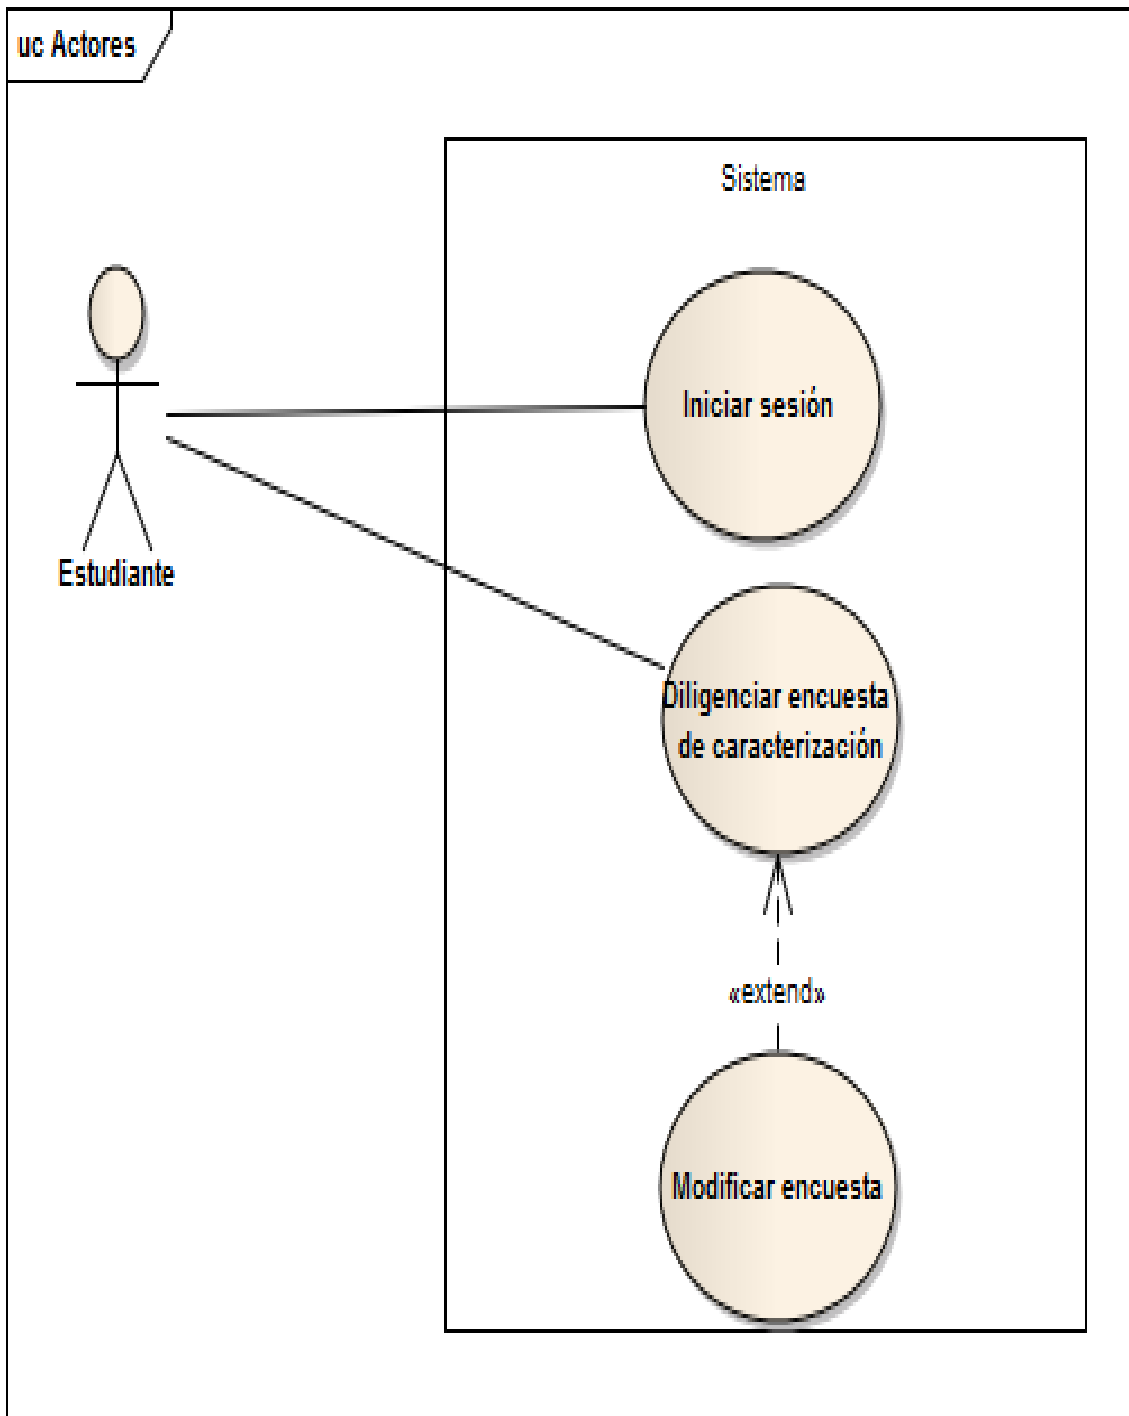 uc Actores
Sistema
Iniciar sesión
Estudiante
Diligenciar encuesta
de caracterización
«extend»
Modificar encuesta